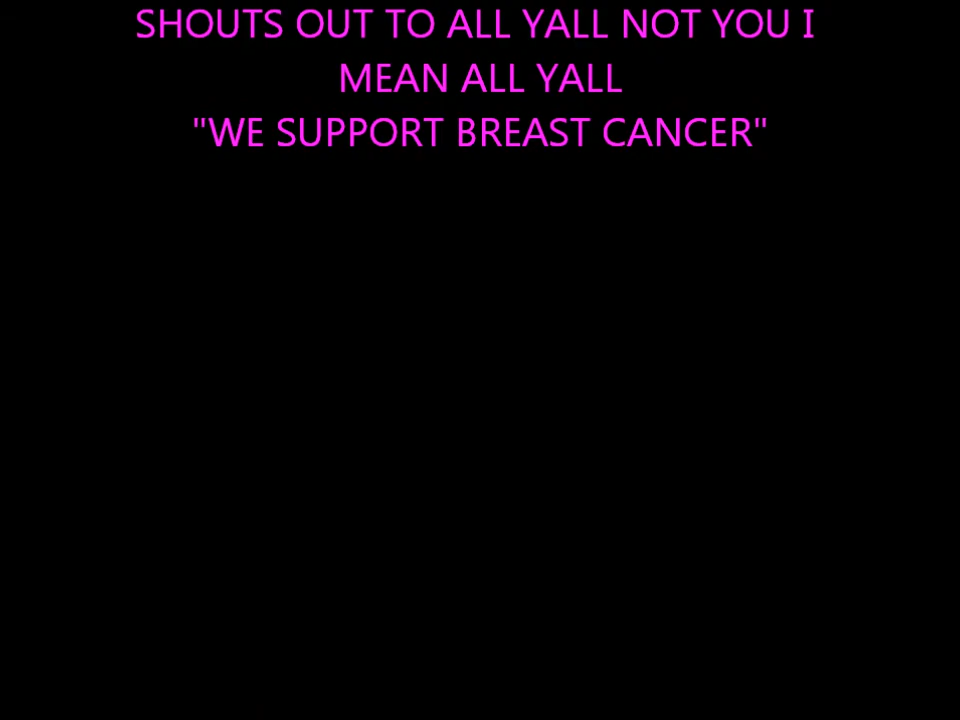 SHOUTS OUT TO ALL YALL NOT YOU I
MEAN ALL YALL
"WE SUPPORT BREAST CANCER"